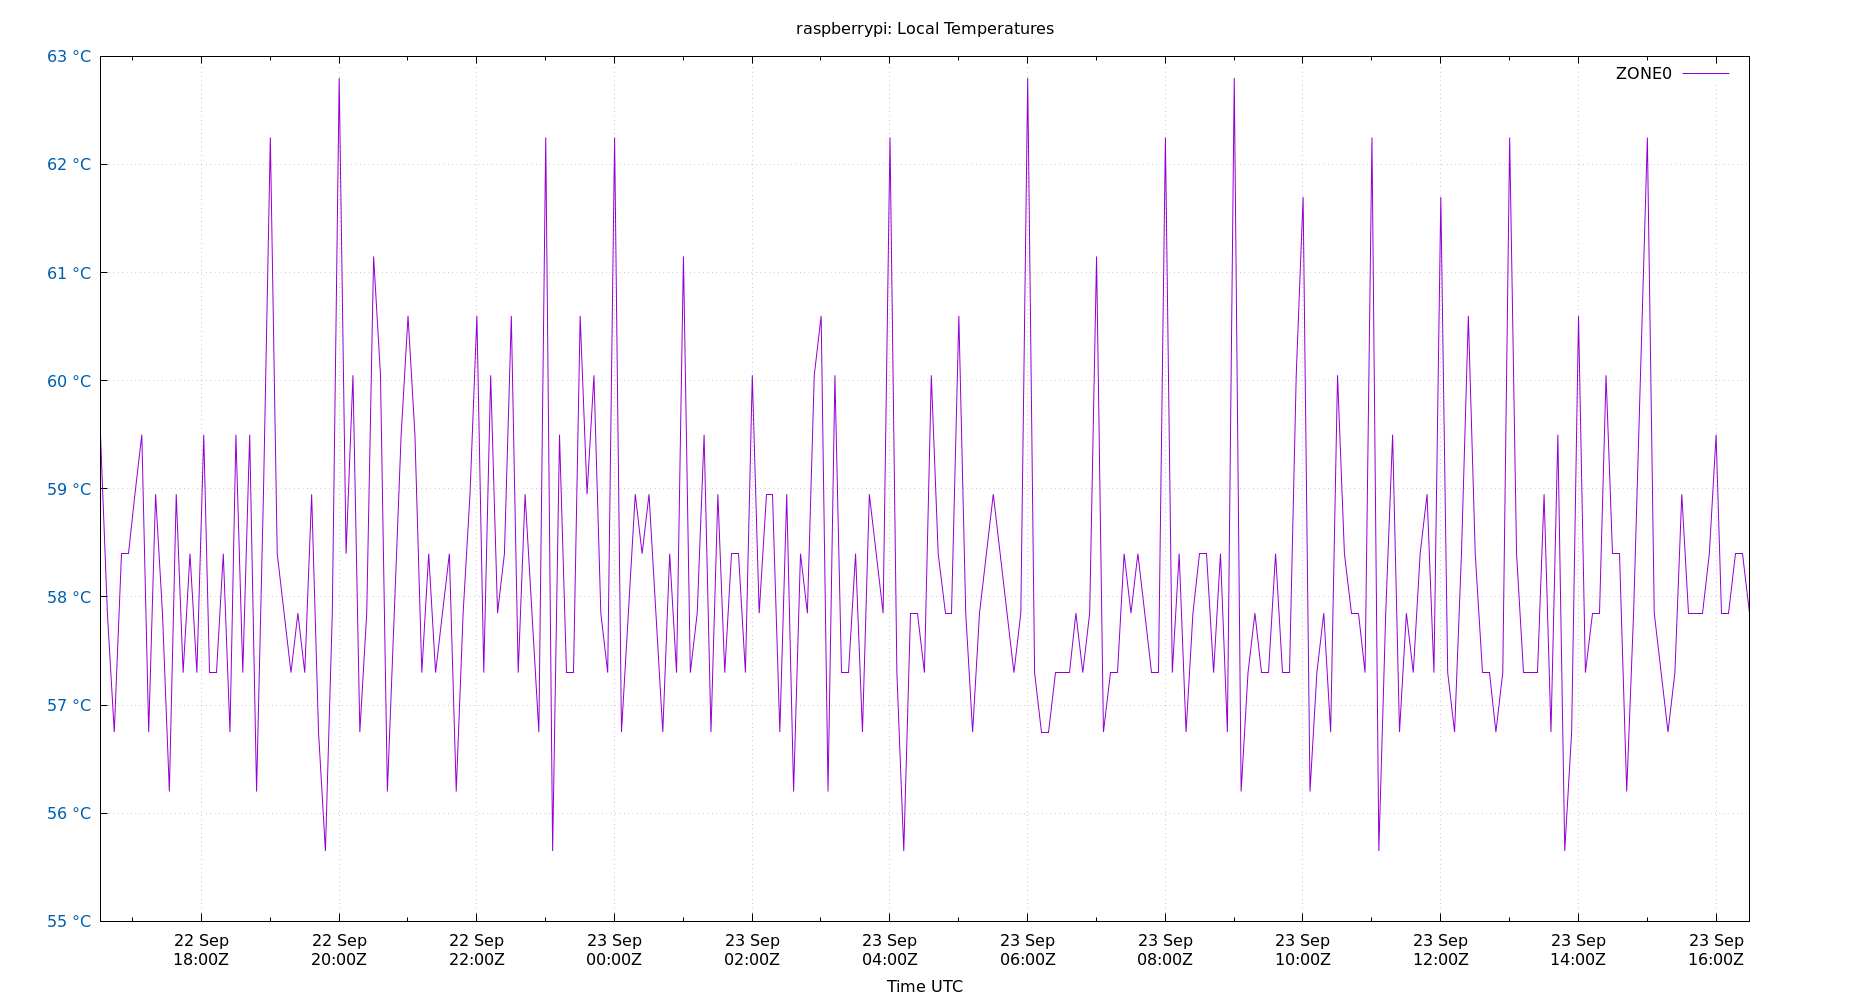 raspberrypi: Local Temperatures
63 °C
ZONE0
62 °C
61 °C
60 °C
59 °C
58 °C
57 °C
56 °C
55 °C
22 Sep 22 Sep 22 Sep 23 Sep 23 Sep 23 Sep 23 Sep 23 Sep 23 Sep 23 Sep 23 Sep 23 Sep
18:00Z 20:00Z 22:00Z 00:00Z 02:00Z 04:00Z 06:00Z 08:00Z 10:00Z 12:00Z 14:00Z 16:00Z
Time UTC